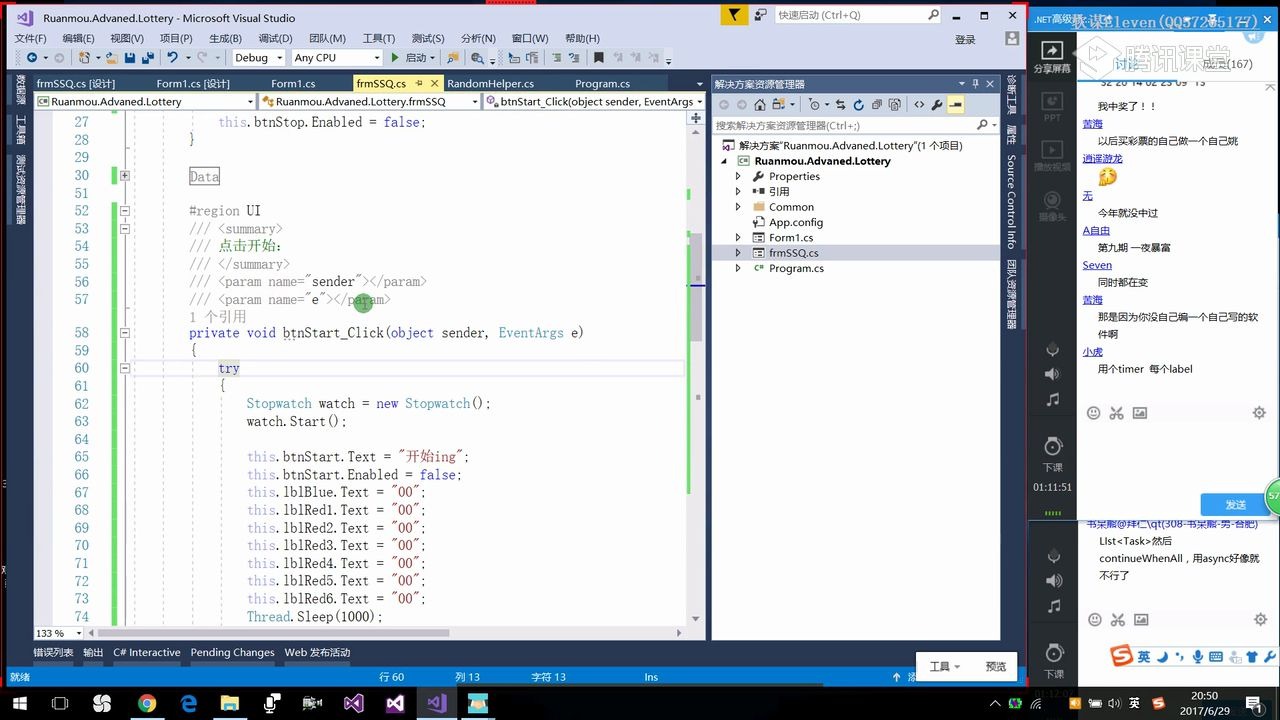 Ruanmou.Advaned.Lottery - Microsoft Visual Studio
快速启动 (Ctrl+Q)
文件(F)
编辑(E)
视图(V)
项目(P)
生成(B)
调试(D)
团队(M)
工具(T)
测试(S)
分析(N)
窗口(W)
帮助(H)
登录
Debug
Any CPU
启动
frmSSQ.cs [设计]
Form1.cs [设计]
Form1.cs
frmSSQ.cs
RandomHelper.cs
Program.cs
Ruanmou.Advaned.Lottery
Ruanmou.Advaned.Lottery.frmSSQ
btnStart_Click(object sender, EventArgs
27 this.btnStop.Enabled = false;
28 }
29
30 Data
51
52 #region UI
53 /// <summary>
54 /// 点击开始:
55 /// </summary>
56 /// <param name="sender"></param>
57 /// <param name="e"></param>
1 个引用
58 private void btnStart_Click(object sender, EventArgs e)
59 {
60 try
61 {
62 Stopwatch watch = new Stopwatch();
63 watch.Start();
64
65 this.btnStart.Text = "开始ing";
66 this.btnStart.Enabled = false;
67 this.lblBlue.Text = "00";
68 this.lblRed1.Text = "00";
69 this.lblRed2.Text = "00";
70 this.lblRed3.Text = "00";
71 this.lblRed4.Text = "00";
72 this.lblRed5.Text = "00";
73 this.lblRed6.Text = "00";
74 Thread.Sleep(1000);
133 %
错误列表
输出
C# Interactive
Pending Changes
Web 发布活动
就绪
行 60
列 13
字符 13
Ins
工具
预览
数据源
工具箱
测试资源管理器
解决方案资源管理器
搜索解决方案资源管理器(Ctrl+;)
解决方案"Ruanmou.Advaned.Lottery"(1 个项目)
Ruanmou.Advaned.Lottery
Properties
引用
Common
App.config
Form1.cs
frmSSQ.cs
Program.cs
诊断工具
属性
Source Control Info
团队资源管理器
.NET高级
Eleven(QQ57265177)
腾讯课堂
讨论
成员(167)
分享屏幕
PPT
播放视频
摄像头
下课
01:11:51
我中奖了！！
苦海
以后买彩票的自己做一个自己姚
逍遥游龙
无
今年就没中过
A自由
第九期 一夜暴富
Seven
同时都在变
苦海
那是因为你没自己编一个自己写的软
件啊
小虎
用个timer 每个label
发送
57
书呆熊@拜仁\qt(308-书呆熊-男-合肥)
LIst<Task>然后
continueWhenAll，用async好像就
不行了
下课
01:12:07
英
英
20:50
2017/6/29